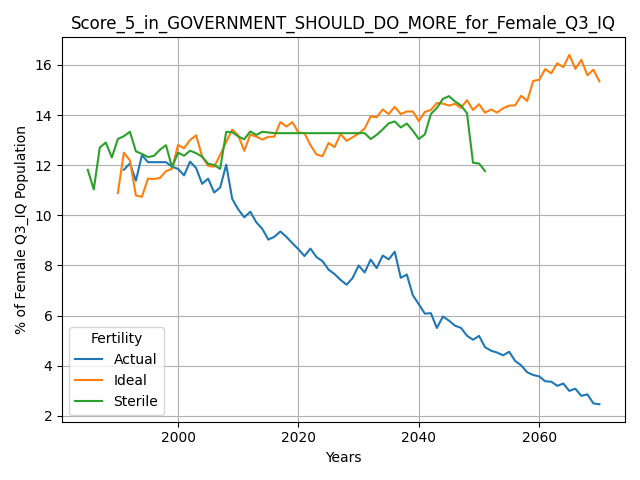 Score_5_in_GOVERNMENT_SHOULD_DO_MORE_for_Female_Q3_IQ
% of Female Q3_IQ Population
16
14
12
10
8
6
4
2
Fertility
Actual
Ideal
Sterile
2000
2020
2040
2060
Years